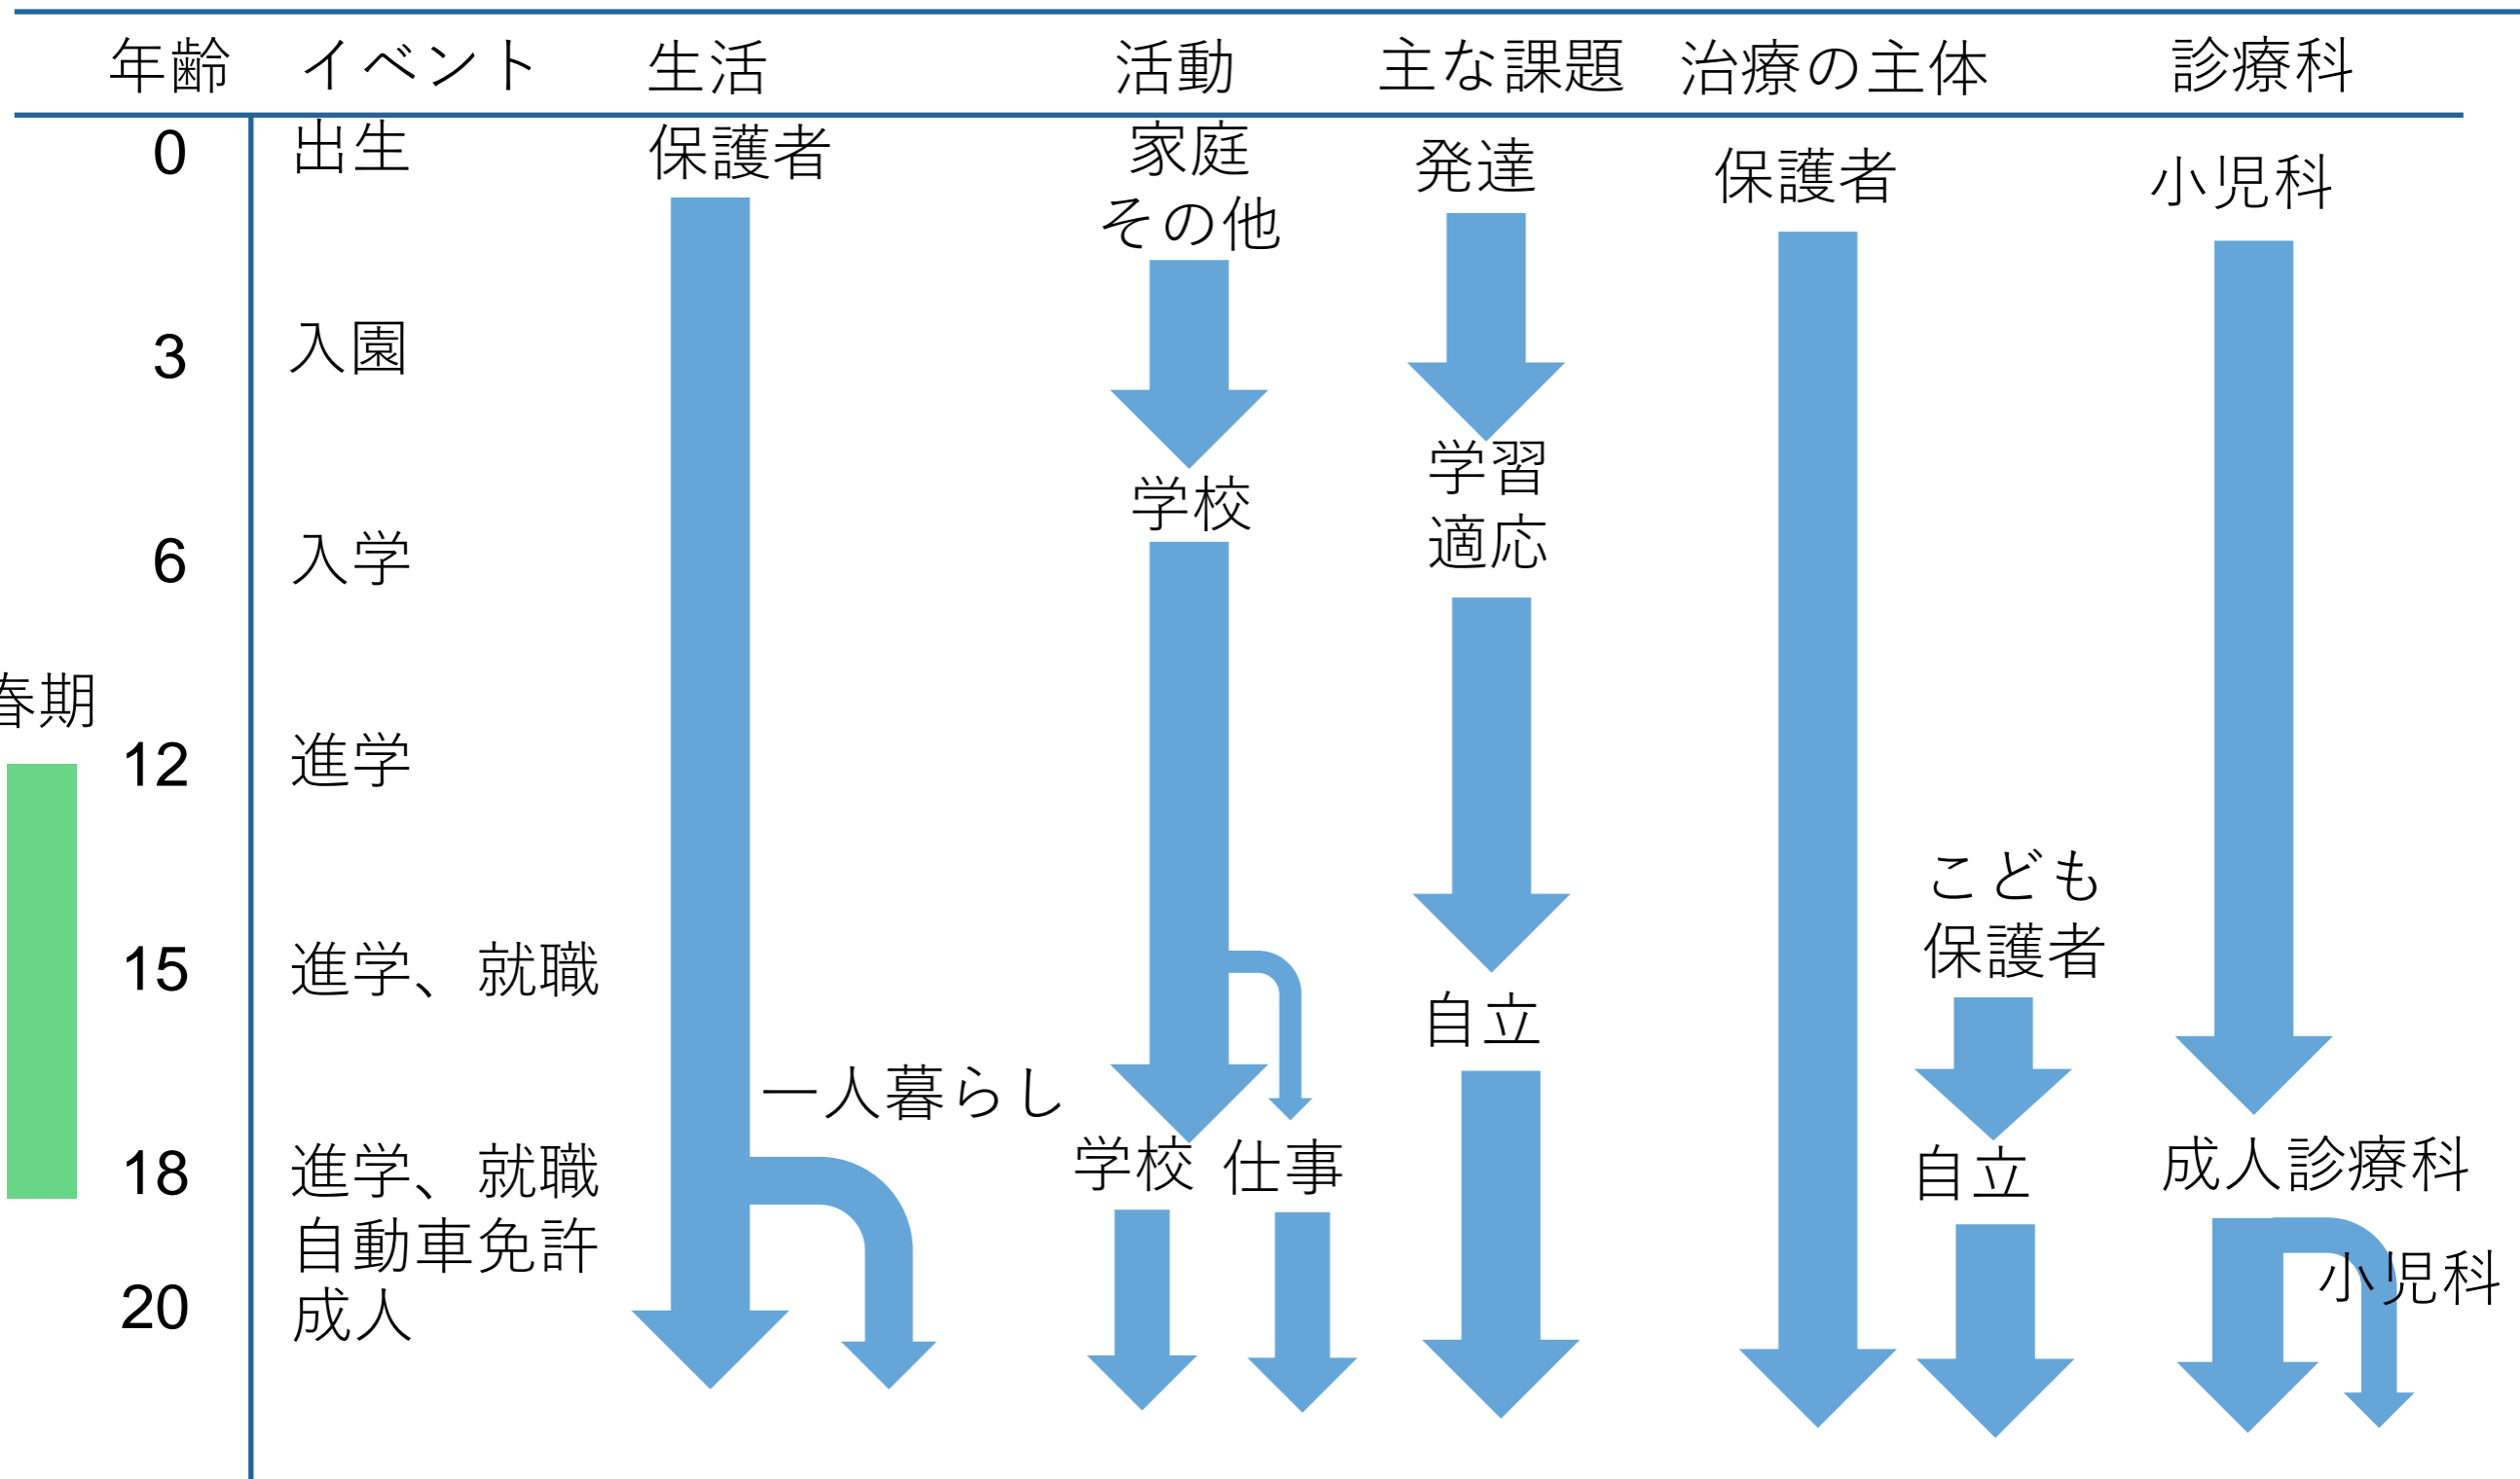 年齢 イベント 生活 活動 主な課題 治療の主体 診療科
0 出生 保護者 家庭 発達 保護者 小児科
その他
3 入園
学習
学校
適応
6 入学
春期
12 進学
こども
保護者
15 進学、就職
自立
一人暮らし
18 進学、就職 学校 仕事 自立 成人診療科
自動車免許
小児科
20 成人